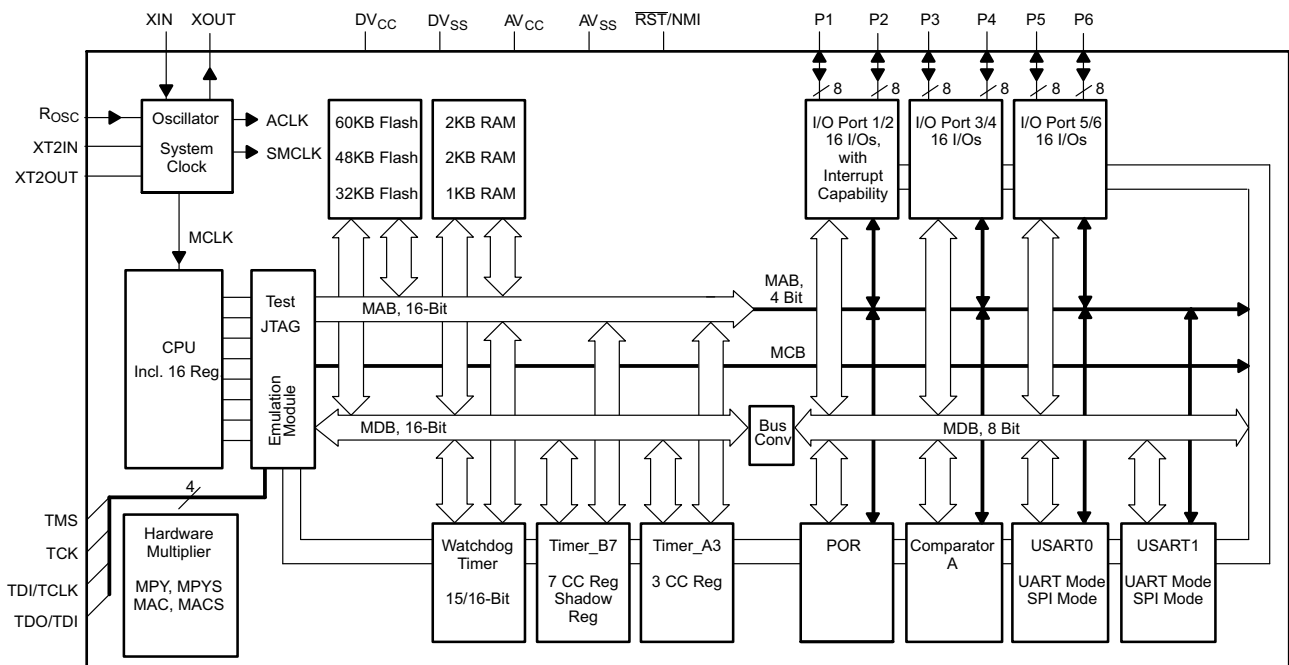 XIN
XOUT
DVCC
DVSS
AVCC
AVSS
RST/NMI
P1
P2
P3
P4
P5
P6
8
8
8
8
8
8
ROSC
XT2IN
XT2OUT
Oscillator
System
Clock
ACLK
SMCLK
60KB Flash
48KB Flash
32KB Flash
2KB RAM
2KB RAM
1KB RAM
I/O Port 1/2
16 I/Os,
with
Interrupt
Capability
I/O Port 3/4
16 I/Os
I/O Port 5/6
16 I/Os
MCLK
CPU
Incl. 16 Reg.
Test
JTAG
Emulation
Module
MAB, 16-Bit
MAB,
4 Bit
MCB
MDB, 16-Bit
Bus
Conv
MDB, 8 Bit
4
TMS
TCK
TDI/TCLK
TDO/TDI
Hardware
Multiplier
MPY, MPYS
MAC, MACS
Watchdog
Timer
15/16-Bit
Timer_B7
7 CC Reg
Shadow
Reg
Timer_A3
3 CC Reg
POR
Comparator
A
USART0
UART Mode
SPI Mode
USART1
UART Mode
SPI Mode